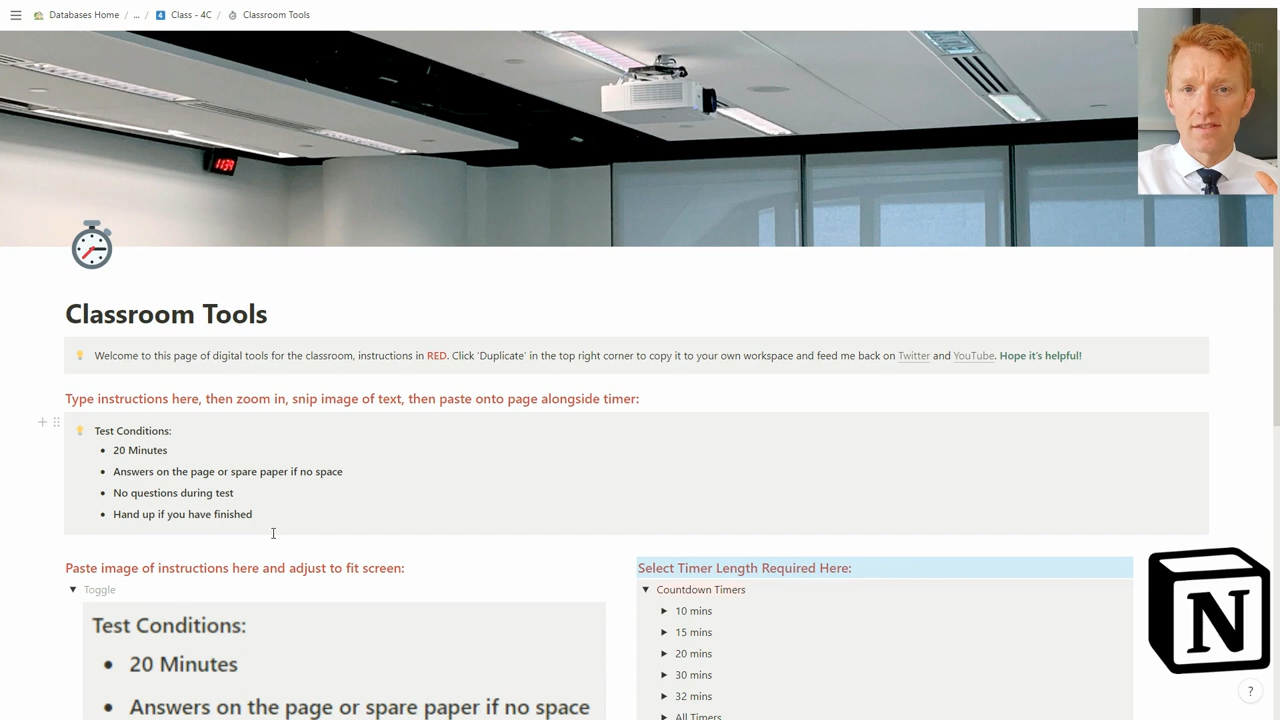 Databases Home / ... / 4 Class - 4C / Classroom Tools
Classroom Tools
Welcome to this page of digital tools for the classroom, instructions in RED. Click 'Duplicate' in the top right corner to copy it to your own workspace and feed me back on Twitter and YouTube. Hope it's helpful!
Type instructions here, then zoom in, snip image of text, then paste onto page alongside timer:
Test Conditions:
• 20 Minutes
• Answers on the page or spare paper if no space
• No questions during test
• Hand up if you have finished
Paste image of instructions here and adjust to fit screen:
Toggle
Test Conditions:
• 20 Minutes
• Answers on the page or spare paper if no space
Select Timer Length Required Here:
Countdown Timers
10 mins
15 mins
20 mins
30 mins
32 mins
All Timers
N
?